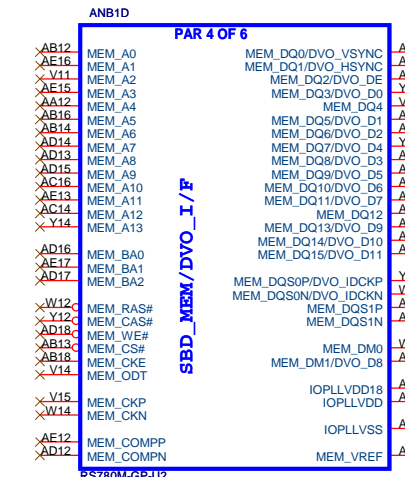 ANB1D
PAR 4 OF 6
AB12 MEM_A0 MEM_DQ0/DVO_VSYNC
AE16 MEM_A1 MEM_DQ1/DVO_HSYNC
V11 MEM_A2 MEM_DQ2/DVO_DE
AE15 MEM_A3 MEM_DQ3/DVO_D0
AA12 MEM_A4 MEM_DQ4
AB16 MEM_A5 MEM_DQ5/DVO_D1
AB14 MEM_A6 MEM_DQ6/DVO_D2
AD14 MEM_A7 MEM_DQ7/DVO_D4
AD13 MEM_A8 MEM_DQ8/DVO_D3
AD15 MEM_A9 MEM_DQ9/DVO_D5
AC16 MEM_A10 MEM_DQ10/DVO_D6
AE13 MEM_A11 MEM_DQ11/DVO_D7
AC14 MEM_A12 MEM_DQ12
Y14 MEM_A13 MEM_DQ13/DVO_D9
MEM_DQ14/DVO_D10
AD16 MEM_BA0 MEM_DQ15/DVO_D11
AE17 MEM_BA1
AD17 MEM_BA2 MEM_DQS0P/DVO_IDCKP
MEM_DQS0N/DVO_IDCKN
W12 MEM_RAS# MEM_DQS1P
Y12 MEM_CAS# MEM_DQS1N
AD18 MEM_WE#
AB13 MEM_CS# MEM_DM0
AB18 MEM_CKE MEM_DM1/DVO_D8
V14 MEM_ODT
IOPLLVDD18
V15 MEM_CKP IOPLLVDD
W14 MEM_CKN
IOPLLVSS
AE12 MEM_COMPP
AD12 MEM_COMPN MEM_VREF
SBD_MEM/DVO_I/F
RS780M-GP-U2